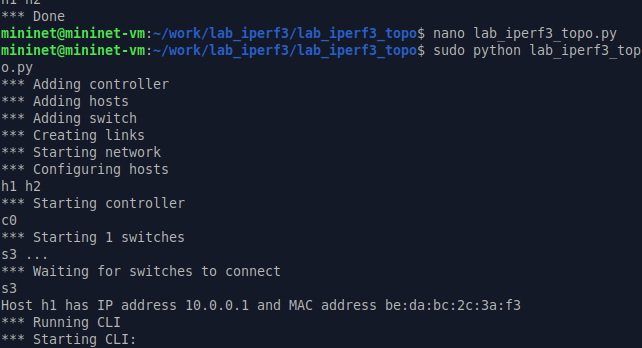 h1 h2
*** Done
mininet@mininet-vm:~/work/lab_iperf3/lab_iperf3_topo$ nano lab_iperf3_topo.py
mininet@mininet-vm:~/work/lab_iperf3/lab_iperf3_topo$ sudo python lab_iperf3_top
o.py
*** Adding controller
*** Adding hosts
*** Adding switch
*** Creating links
*** Starting network
*** Configuring hosts
h1 h2
*** Starting controller
c0
*** Starting 1 switches
s3 ...
*** Waiting for switches to connect
s3
Host h1 has IP address 10.0.0.1 and MAC address be:da:bc:2c:3a:f3
*** Running CLI
*** Starting CLI: